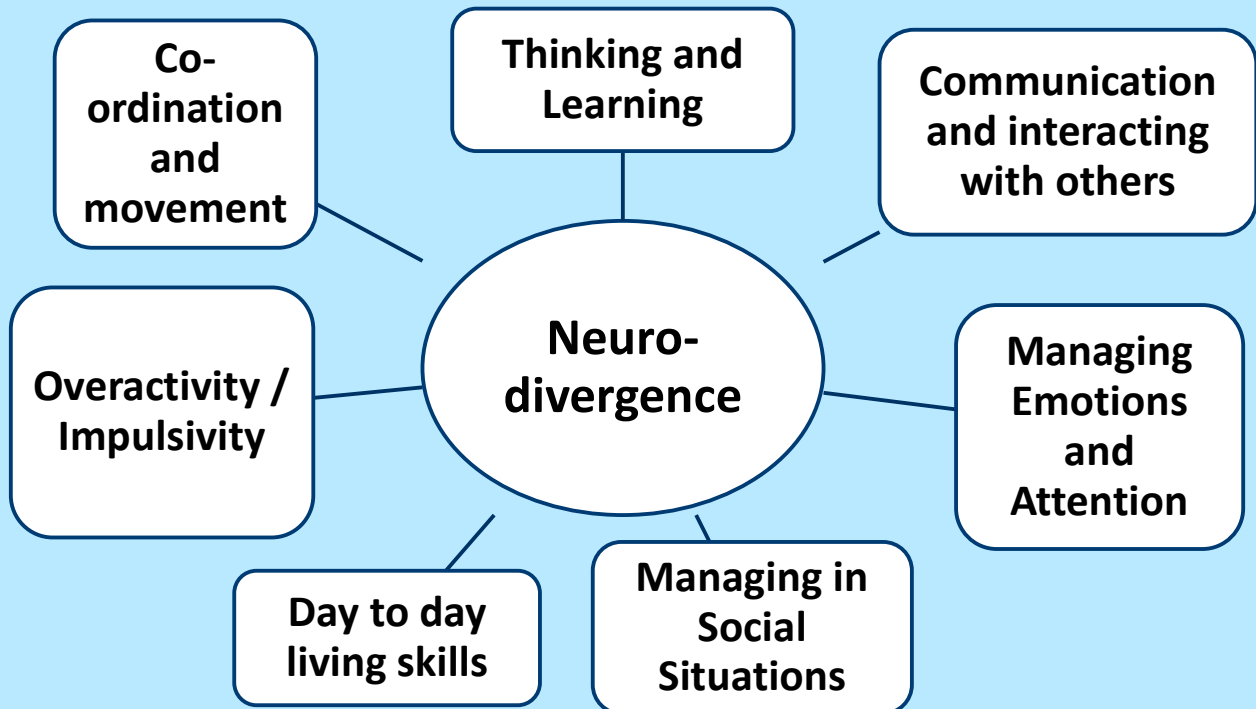 Co-
ordination
and
movement
Thinking and
Learning
Communication
and interacting
with others
Overactivity /
Impulsivity
Neuro-
divergence
Managing
Emotions
and
Attention
Day to day
living skills
Managing in
Social
Situations